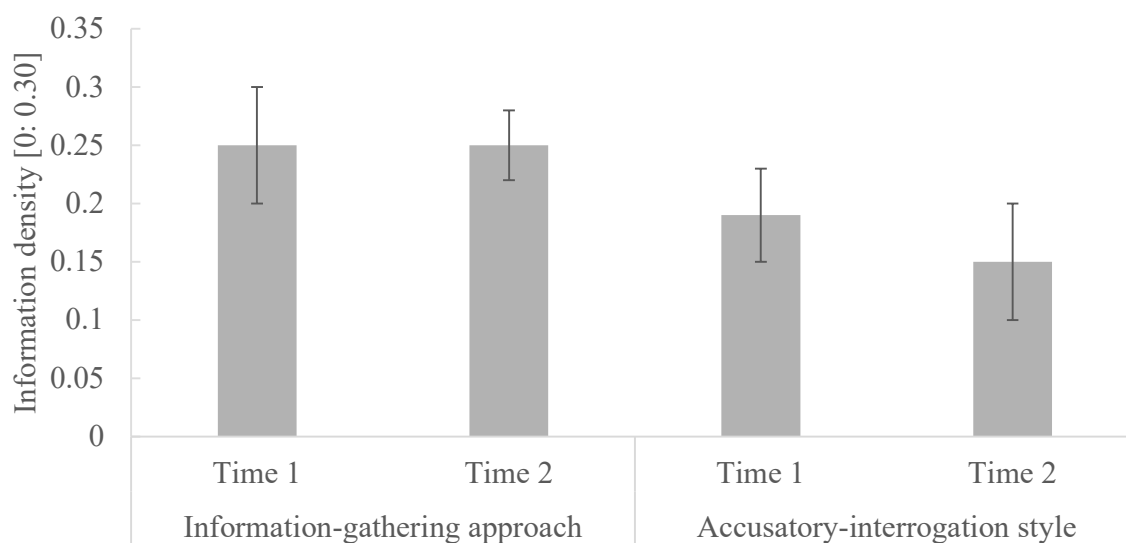 Information density [0: 0.30]
0.35
0.3
0.25
0.2
0.15
0.1
0.05
0
Time 1 Time 2 Time 1 Time 2
Information-gathering approach Accusatory-interrogation style